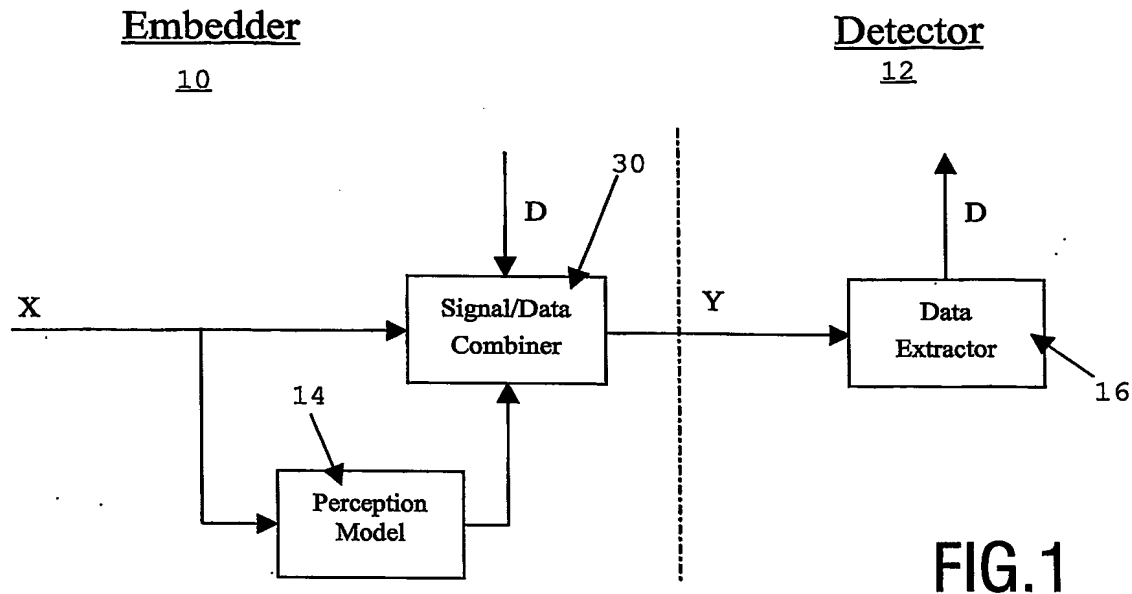 Embedder
10
Detector
12
30
D
D
X
Signal/Data
Combiner
Y
Data
Extractor
14
16
Perception
Model
FIG.1